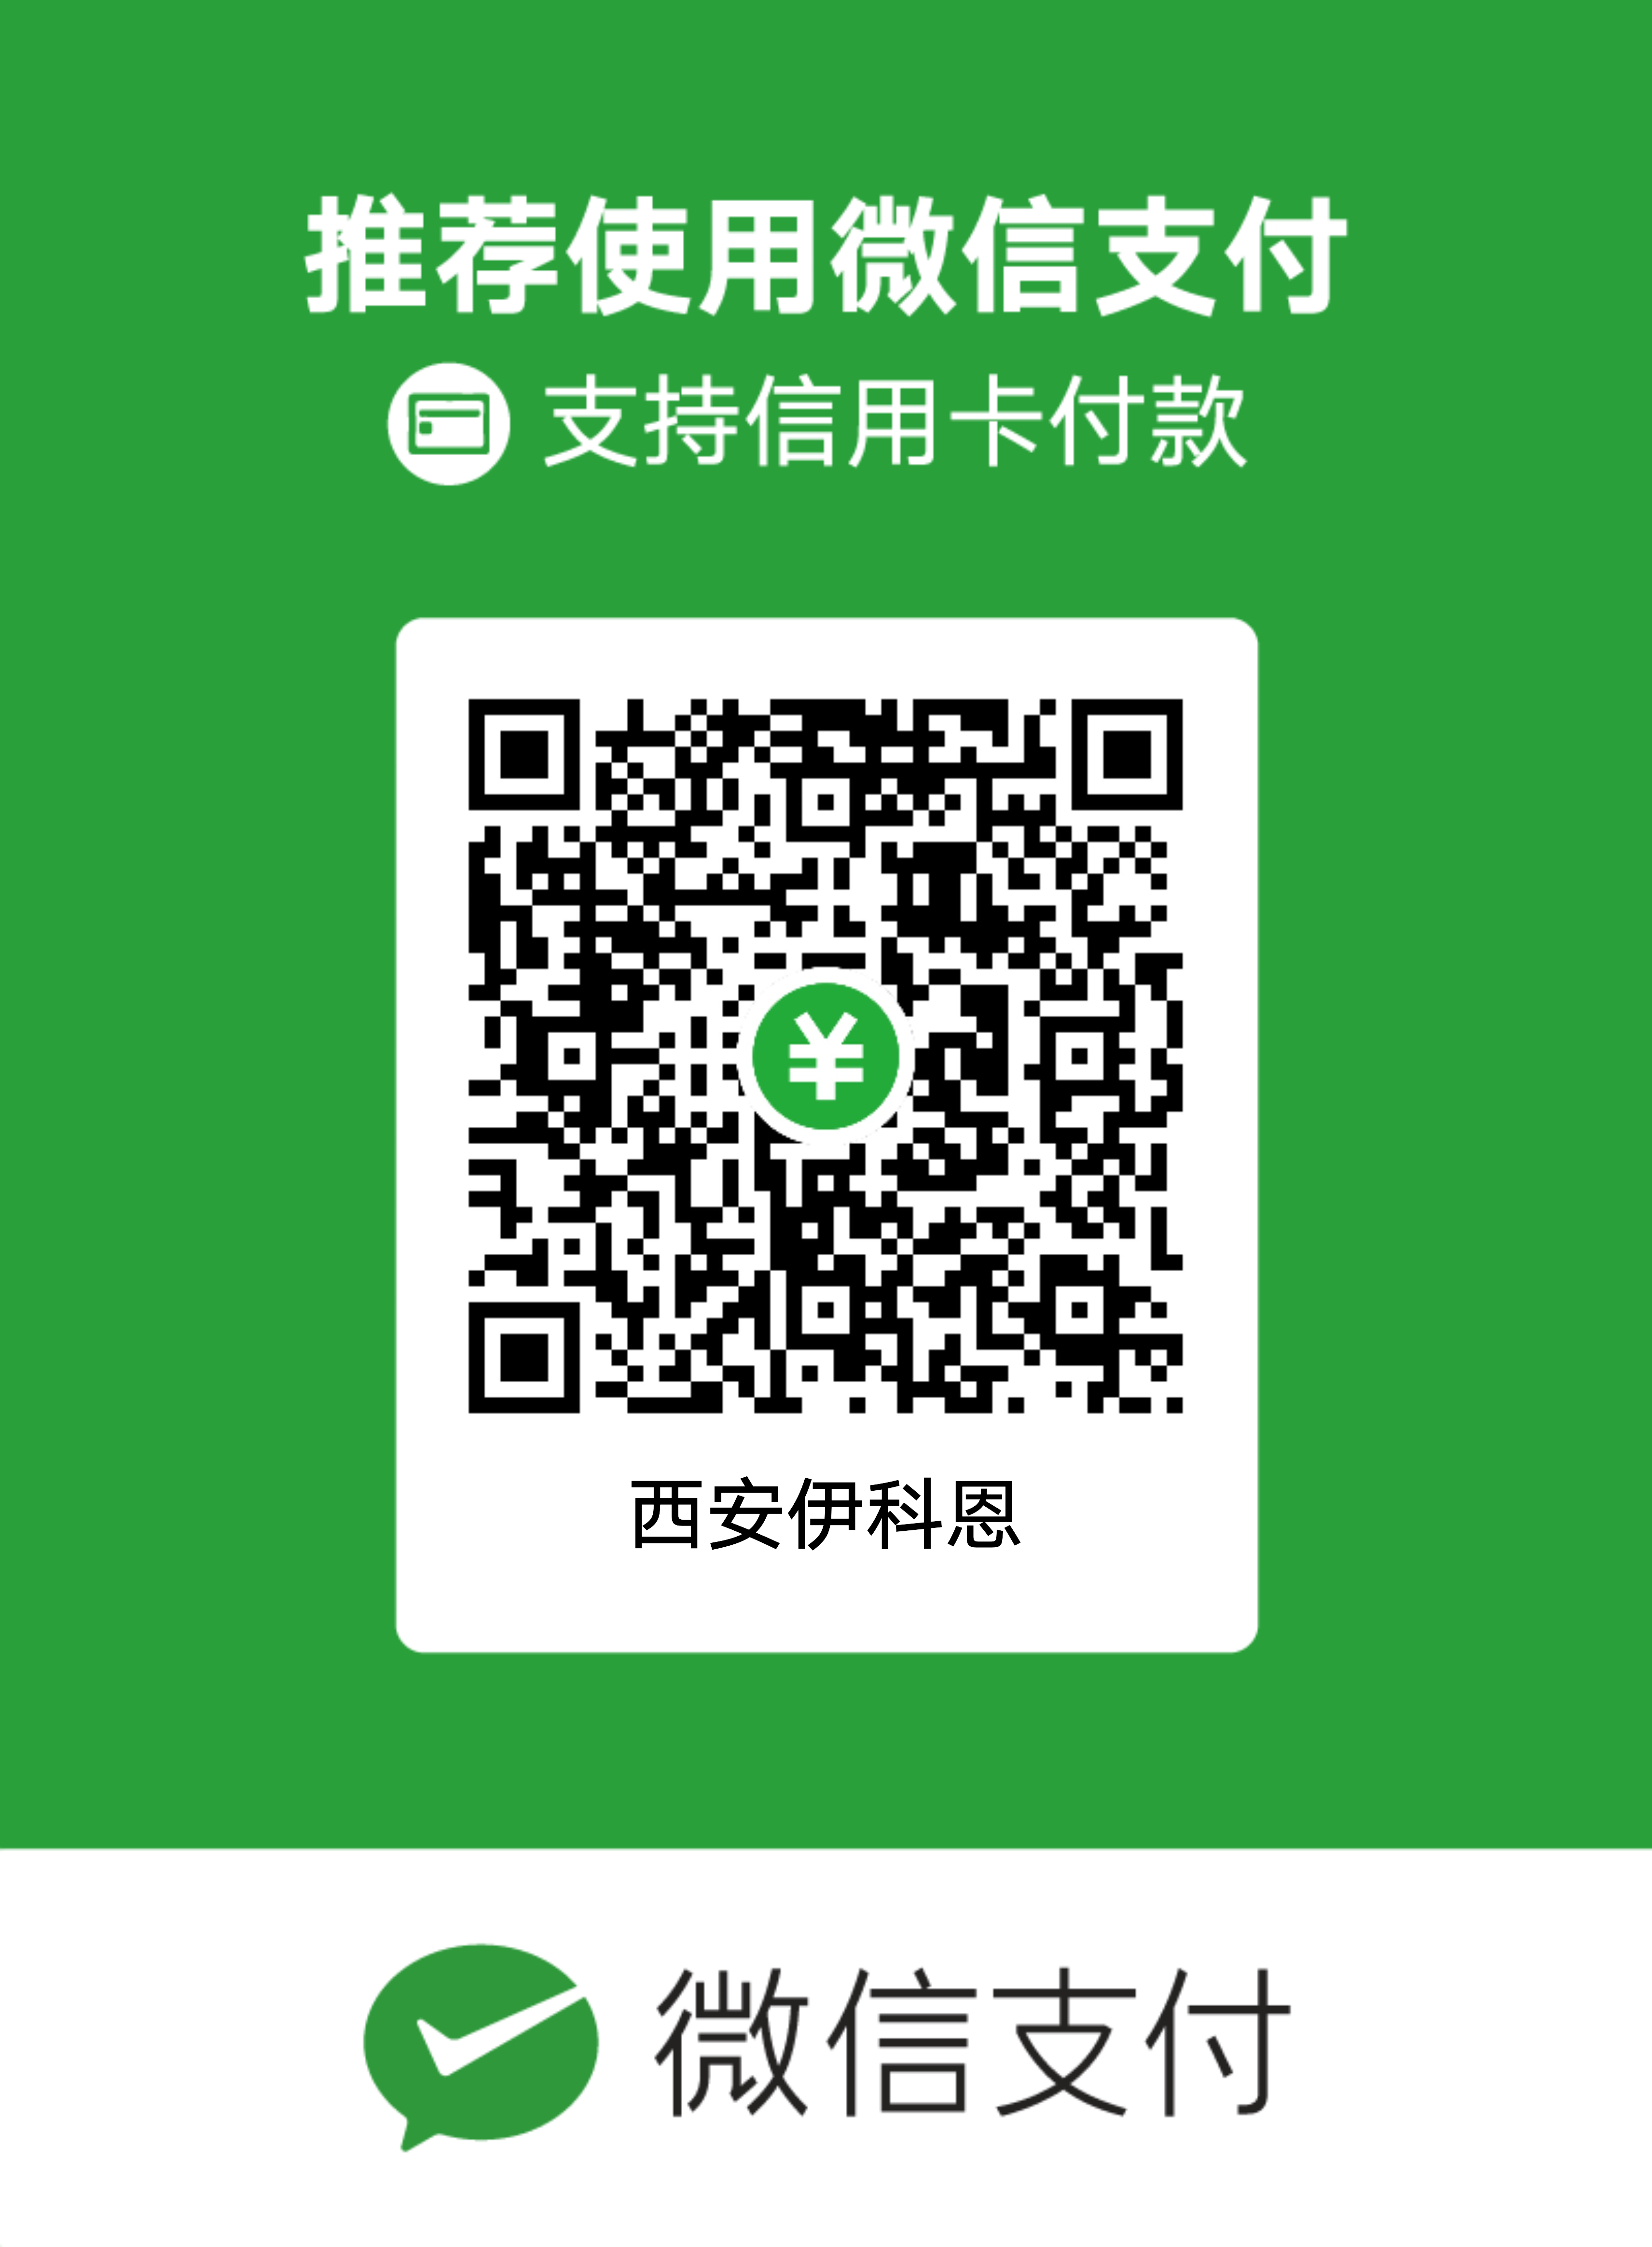 推荐使用微信支付
支持信用卡付款
¥
西安伊科恩
微信支付